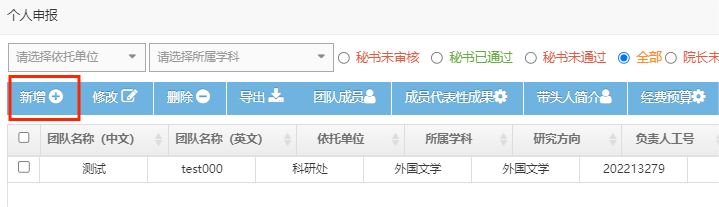 个人申报
请选择依托单位 请选择所属学科 秘书未审核 秘书已通过 秘书未通过 全部 院长未
新增 修改 删除 导出 团队成员 成员代表性成果 带头人简介 经费预算
团队名称（中文） 团队名称（英文） 依托单位 所属学科 研究方向 负责人工号
测试 test000 科研处 外国文学 外国文学 202213279